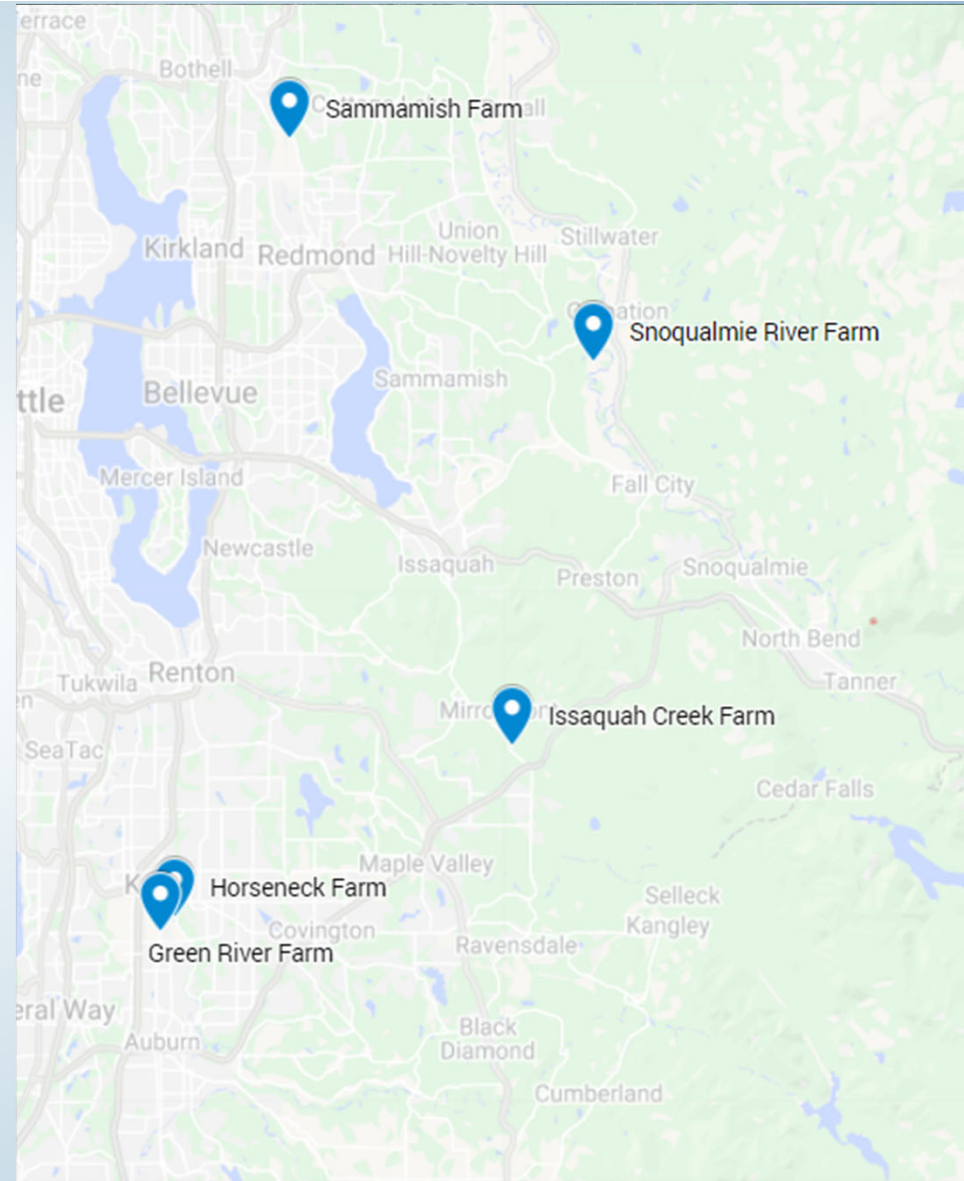 errace
Bothell
Sammamish Farm
Kirkland
Redmond
Union
Hill-Novelty Hill
Stillwater
Snoqualmie River Farm
Sammamish
Bellevue
ttle
Mercer Island
Fall City
Newcastle
Issaquah
Preston
Snoqualmie
North Bend
Tanner
Renton
Tukwila
Issaquah Creek Farm
SeaTac
Cedar Falls
Maple Valley
Horseneck Farm
Selleck
Kangley
Covington
Ravensdale
Green River Farm
eral Way
Auburn
Black
Diamond
Cumberland